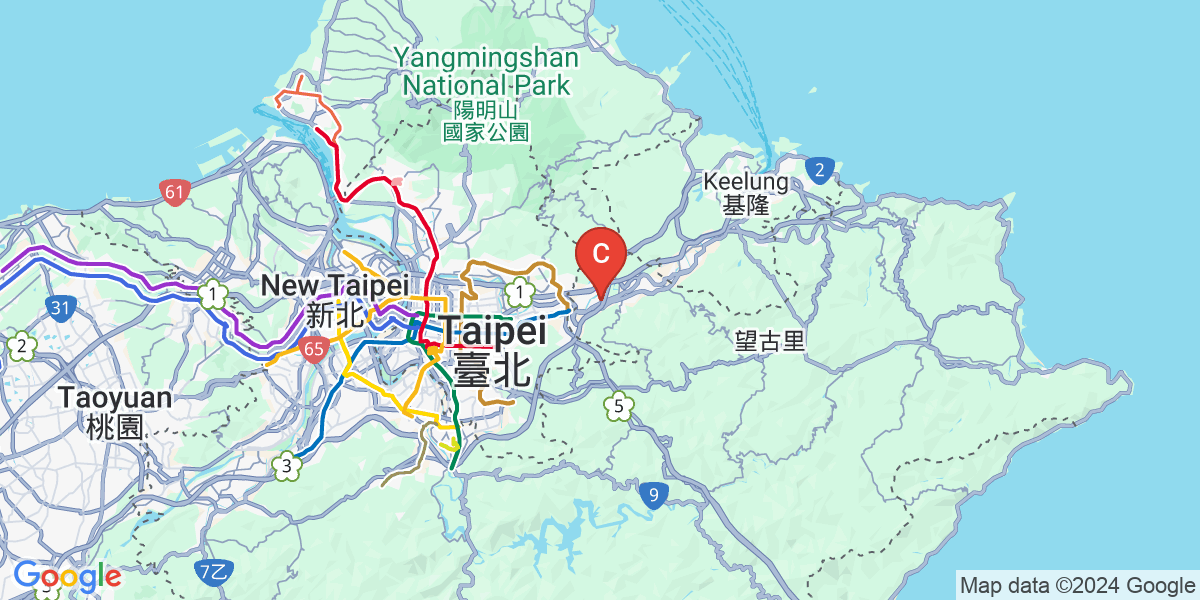 Yangmingshan
National Park
陽明山
國家公園
2
Keelung
基隆
61
C
New Taipei
新北
1
1
31
2
65
Taipei
臺北
望古里
Taoyuan
桃園
5
3
9
7乙
3
Google
Map data ©2024 Google